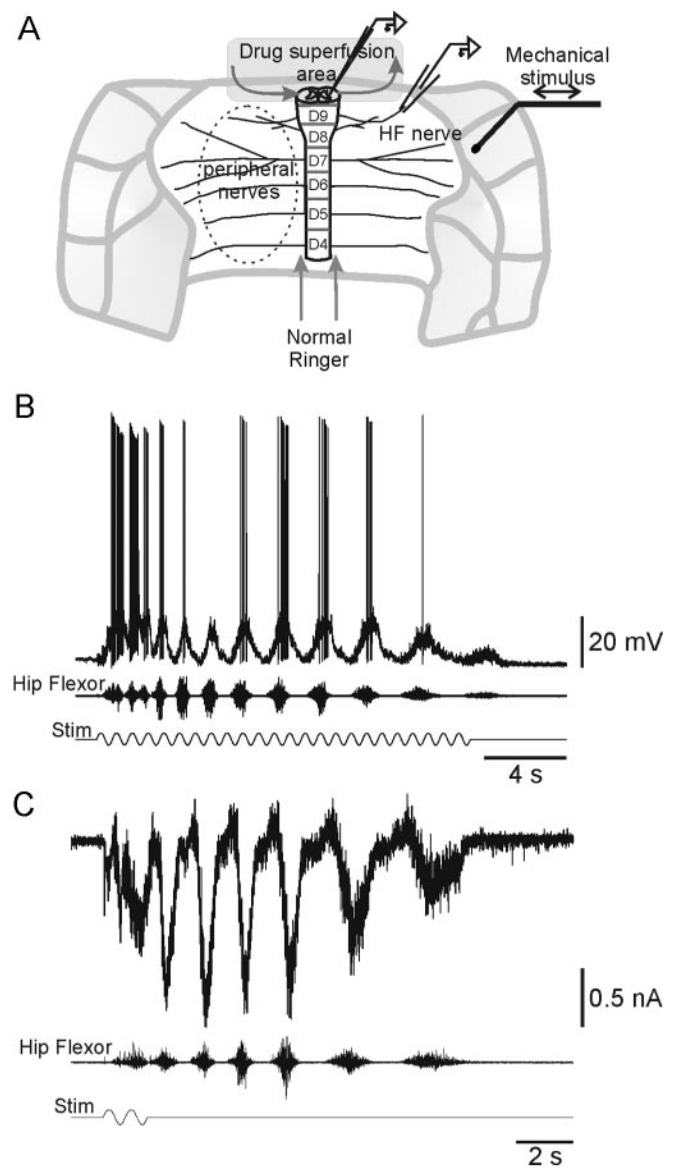 A
Drug superfusion
area
Mechanical
stimulus
D9
HF nerve
D8
D7
peripheral
nerves
D6
D5
D4
Normal
Ringer
B
20 mV
Hip Flexor
Stim
4 s
C
0.5 nA
Hip Flexor
Stim
2 s